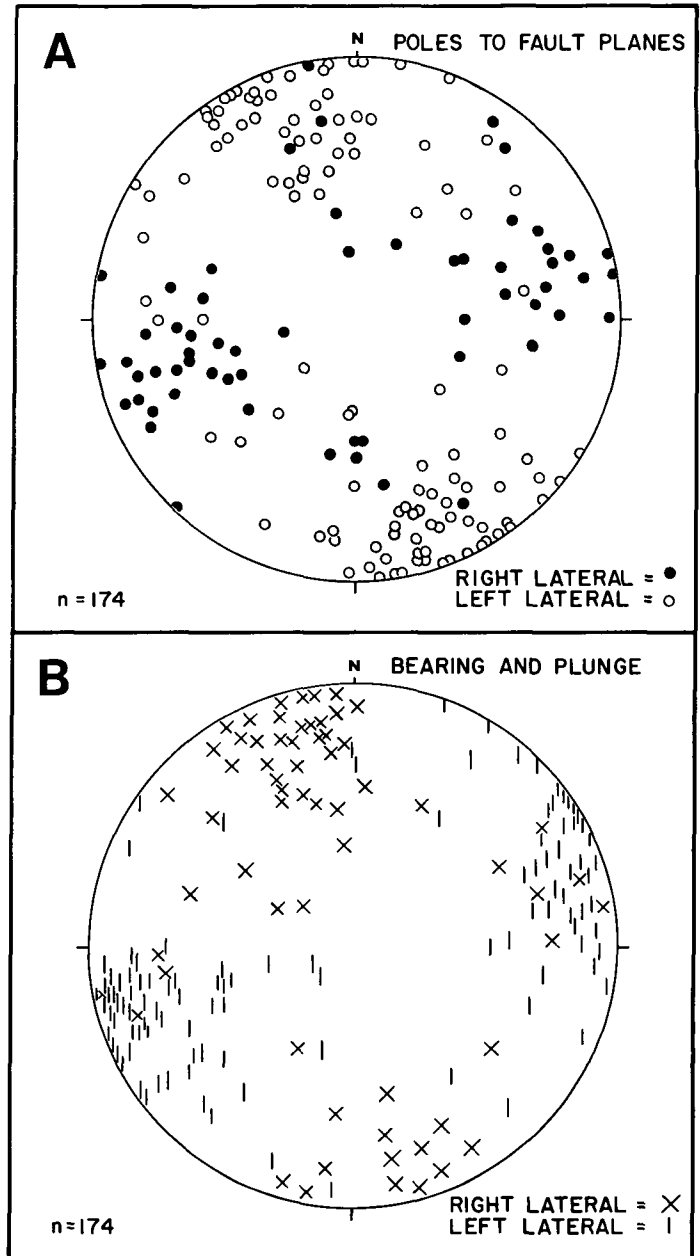 A
N
POLES TO FAULT PLANES
RIGHT LATERAL = ●
LEFT LATERAL = ○
n=174
B
N
BEARING AND PLUNGE
RIGHT LATERAL = ×
LEFT LATERAL = |
n=174